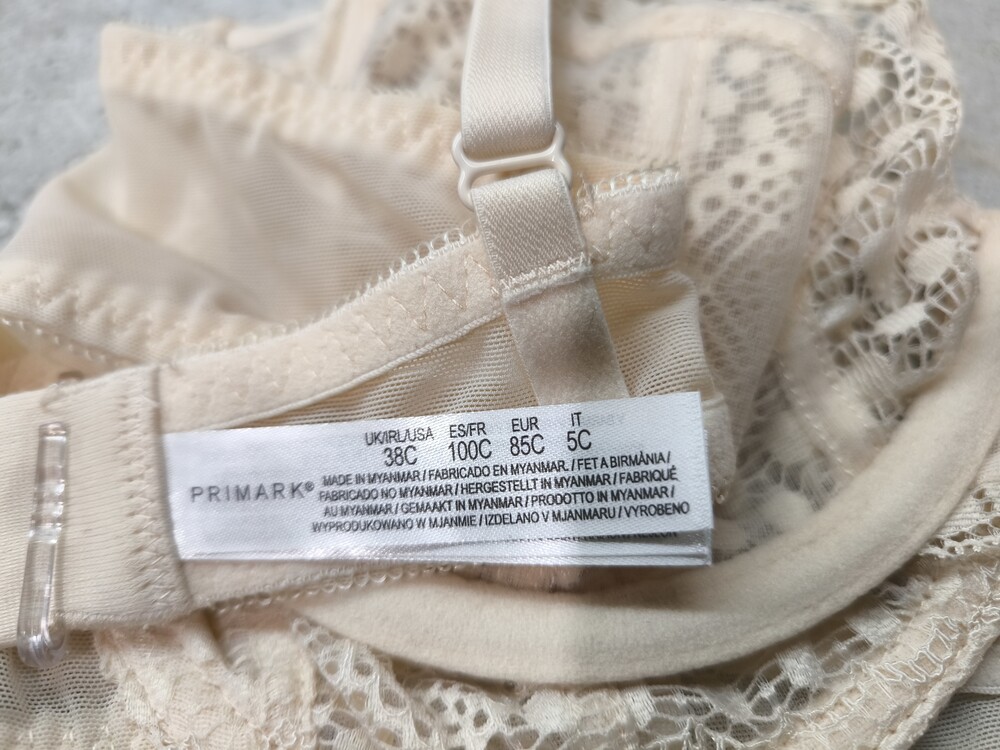 UK/IRL/USA ES/FR EUR IT
38C 100C 85C 5C
PRIMARK®
MADE IN MYANMAR / FABRICADO EN MYANMAR. / FET A BIRMÀNIA /
FABRICADO NO MYANMAR / HERGESTELLT IN MYANMAR / FABRIQUÉ
AU MYANMAR / GEMAAKT IN MYANMAR / PRODOTTO IN MYANMAR /
WYPRODUKOWANO W MJANMIE / IZDELANO V MJANMARU / VYROBENO